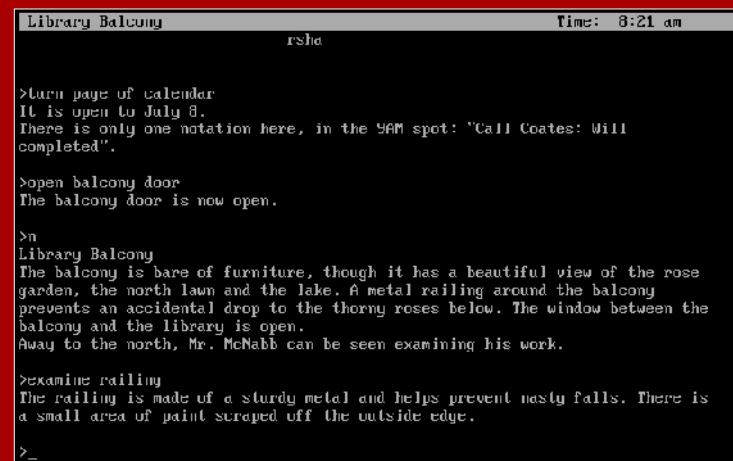 Library Balcony Time: 8:21 am
rsha
>turn page of calendar
It is open to July 8.
There is only one notation here, in the 9AM spot: "Call Coates: Will
completed".
>open balcony door
The balcony door is now open.
>n
Library Balcony
The balcony is bare of furniture, though it has a beautiful view of the rose
garden, the north lawn and the lake. A metal railing around the balcony
prevents an accidental drop to the thorny roses below. The window between the
balcony and the library is open.
Away to the north, Mr. McNabb can be seen examining his work.
>examine railing
The railing is made of a sturdy metal and helps prevent nasty falls. There is
a small area of paint scraped off the outside edge.
>_